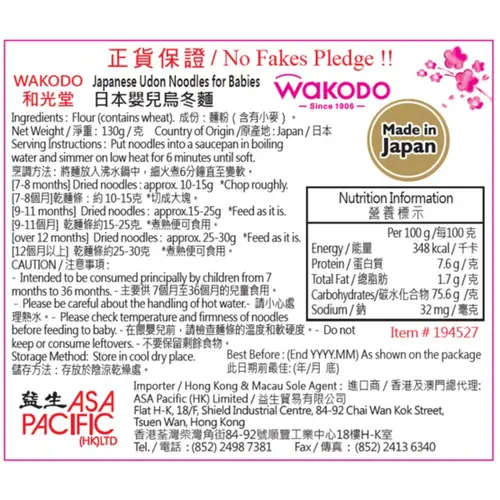 正貨保證 / No Fakes Pledge !!
WAKODO Japanese Udon Noodles for Babies
和光堂 日本嬰兒烏冬麵
WAKODO
Since 1906
Made in
Japan
Ingredients : Flour (contains wheat). 成份 : 麵粉 (含有小麥) 。
Net Weight / 淨重 : 130g / 克 Country of Origin /原產地 : Japan / 日本
Serving Instructions : Put noodles into a saucepan in boiling
water and simmer on low heat for 6 minutes until soft.
烹調方法 : 將麵放入沸水鍋中，細火煮6分鐘直至變軟。
[7-8 months] Dried noodles : approx. 10-15g *Chop roughly.
[7-8個月]乾麵條 : 約 10-15克 *切成大塊。
[9-11 months] Dried noodles : approx.15-25g *Feed as it is.
[9-11個月] 乾麵條約15-25克. *煮熟便可食用。
[over 12 months] Dried noodles : approx. 25-30g *Feed as it is.
[12個月以上] 乾麵條約25-30克 *煮熟便可食用。
CAUTION / 注意事項 :
- Intended to be consumed principally by children from 7
months to 36 months. - 主要供 7個月至36個月的兒童食用。
- Please be careful about the handling of hot water.- 請小心處
理熱水。- Please check temperature and firmness of noodles
before feeding to baby. - 在餵嬰兒前，請檢查麵條的溫度和軟硬度。- Do not
keep or consume leftovers. - 不要保留剩餘食物。
Storage Method: Store in cool dry place.
儲存方法 : 存放於陰涼乾燥處。
Nutrition Information
營養標示
Per 100 g /每100 克
Energy / 能量 348 kcal / 千卡
Protein / 蛋白質 7.6 g / 克
Total Fat / 總脂肪 1.7 g / 克
Carbohydrates/碳水化合物 75.6 g / 克
Sodium / 鈉 32 mg / 毫克
Item # 194527
Best Before : (End YYYY.MM) As shown on the package
此日期前最佳: (年/月 底)
益生 ASA
PACIFIC
(HK)LTD
Importer / Hong Kong & Macau Sole Agent : 進口商 / 香港及澳門總代理:
ASA Pacific (HK) Limited / 益生貿易有限公司
Flat H-K, 18/F, Shield Industrial Centre, 84-92 Chai Wan Kok Street,
Tsuen Wan, Hong Kong
香港荃灣柴灣角街84-92號順豐工業中心18樓H-K室
Tel. / 電話 : (852) 2498 7381 Fax / 傳真 : (852) 2413 6340